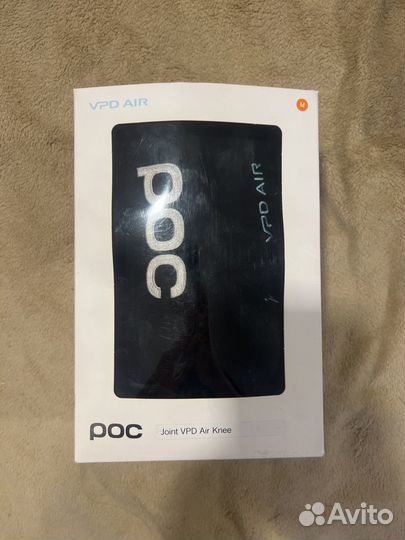 VPD AIR
M
poc
VPD AIR
poc
Joint VPD Air Knee
Avito